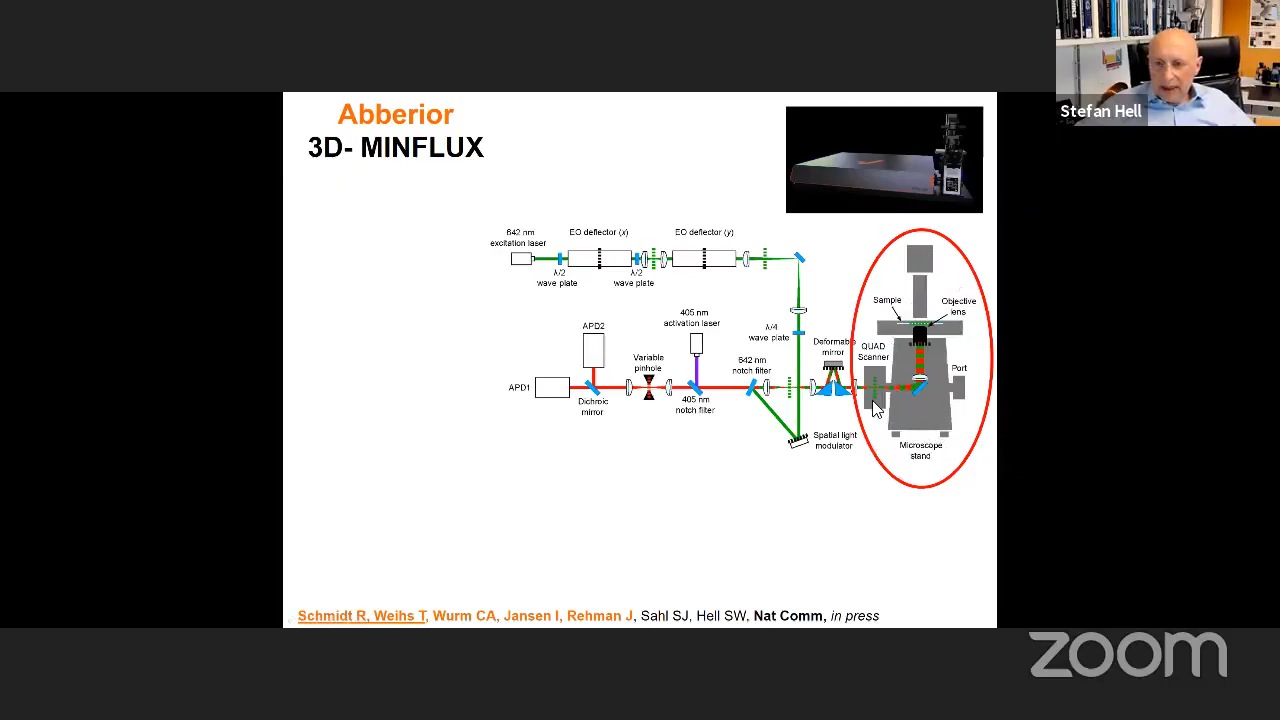 Stefan Hell
Abberior
3D- MINFLUX
642 nm
excitation laser
EO deflector (x)
EO deflector (y)
λ/2
wave plate
λ/2
wave plate
405 nm
activation laser
APD2
λ/4
wave plate
Variable
pinhole
642 nm
notch filter
Deformable
mirror
QUAD
Scanner
Sample
Objective
lens
Port
APD1
Dichroic
mirror
405 nm
notch filter
Spatial light
modulator
Microscope
stand
Schmidt R, Weihs T, Wurm CA, Jansen I, Rehman J, Sahl SJ, Hell SW, Nat Comm, in press
zoom